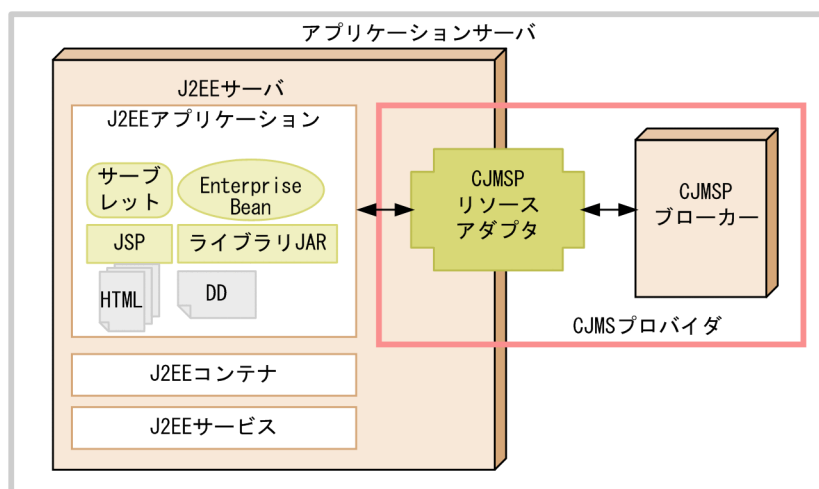 アプリケーションサーバ
J2EEサーバ
J2EEアプリケーション
サーブ
レット
Enterprise
Bean
JSP
ライブラリJAR
HTML
DD
J2EEコンテナ
J2EEサービス
CJMSP
リソース
アダプタ
CJMSP
ブローカー
CJMSプロバイダ